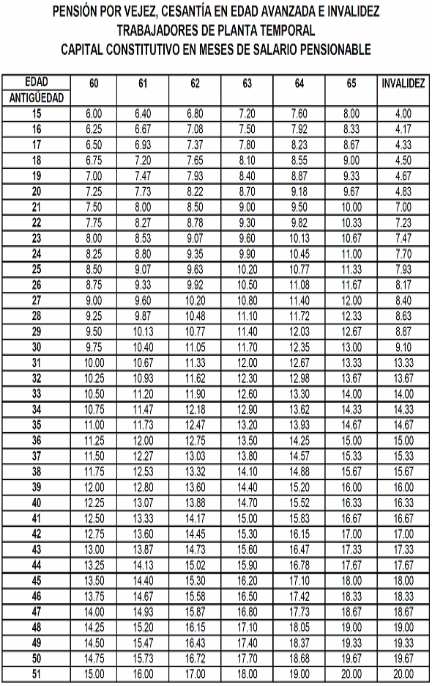 PENSIÓN POR VEJEZ, CESANTÍA EN EDAD AVANZADA E INVALIDEZ
TRABAJADORES DE PLANTA TEMPORAL
CAPITAL CONSTITUTIVO EN MESES DE SALARIO PENSIONABLE
EDAD 60 61 62 63 64 65 INVALIDEZ
ANTIGÜEDAD
15 6.00 6.40 6.80 7.20 7.60 8.00 4.00
16 6.25 6.67 7.08 7.50 7.92 8.33 4.17
17 6.50 6.93 7.37 7.80 8.23 8.67 4.33
18 6.75 7.20 7.65 8.10 8.55 9.00 4.50
19 7.00 7.47 7.93 8.40 8.87 9.33 4.67
20 7.25 7.73 8.22 8.70 9.18 9.67 4.83
21 7.50 8.00 8.50 9.00 9.50 10.00 7.00
22 7.75 8.27 8.78 9.30 9.82 10.33 7.23
23 8.00 8.53 9.07 9.60 10.13 10.67 7.47
24 8.25 8.80 9.35 9.90 10.45 11.00 7.70
25 8.50 9.07 9.63 10.20 10.77 11.33 7.93
26 8.75 9.33 9.92 10.50 11.08 11.67 8.17
27 9.00 9.60 10.20 10.80 11.40 12.00 8.40
28 9.25 9.87 10.48 11.10 11.72 12.33 8.63
29 9.50 10.13 10.77 11.40 12.03 12.67 8.87
30 9.75 10.40 11.05 11.70 12.35 13.00 9.10
31 10.00 10.67 11.33 12.00 12.67 13.33 13.33
32 10.25 10.93 11.62 12.30 12.98 13.67 13.67
33 10.50 11.20 11.90 12.60 13.30 14.00 14.00
34 10.75 11.47 12.18 12.90 13.62 14.33 14.33
35 11.00 11.73 12.47 13.20 13.93 14.67 14.67
36 11.25 12.00 12.75 13.50 14.25 15.00 15.00
37 11.50 12.27 13.03 13.80 14.57 15.33 15.33
38 11.75 12.53 13.32 14.10 14.88 15.67 15.67
39 12.00 12.80 13.60 14.40 15.20 16.00 16.00
40 12.25 13.07 13.88 14.70 15.52 16.33 16.33
41 12.50 13.33 14.17 15.00 15.83 16.67 16.67
42 12.75 13.60 14.45 15.30 16.15 17.00 17.00
43 13.00 13.87 14.73 15.60 16.47 17.33 17.33
44 13.25 14.13 15.02 15.90 16.78 17.67 17.67
45 13.50 14.40 15.30 16.20 17.10 18.00 18.00
46 13.75 14.67 15.58 16.50 17.42 18.33 18.33
47 14.00 14.93 15.87 16.80 17.73 18.67 18.67
48 14.25 15.20 16.15 17.10 18.05 19.00 19.00
49 14.50 15.47 16.43 17.40 18.37 19.33 19.33
50 14.75 15.73 16.72 17.70 18.68 19.67 19.67
51 15.00 16.00 17.00 18.00 19.00 20.00 20.00